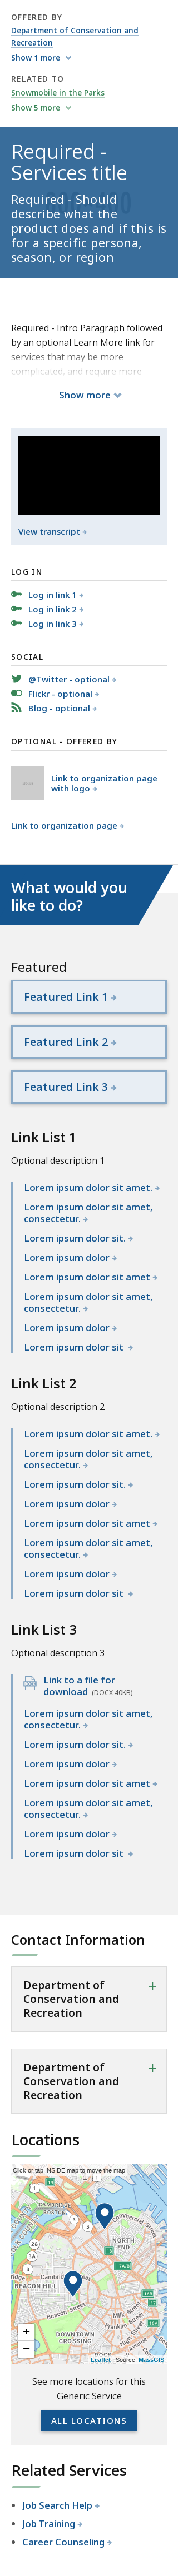 OFFERED BY
Department of Conservation and
Recreation
Show 1 more
RELATED TO
Snowmobile in the Parks
Show 5 more
Required -
Services title
Required - Should
describe what the
product does and if this is
for a specific persona,
season, or region
Required - Intro Paragraph followed
by an optional Learn More link for
services that may be more
complicated, and require more
Show more
View transcript
LOG IN
Log in link 1
Log in link 2
Log in link 3
SOCIAL
@Twitter - optional
Flickr - optional
Blog - optional
OPTIONAL - OFFERED BY
Link to organization page
with logo
Link to organization page
What would you
like to do?
Featured
Featured Link 1
Featured Link 2
Featured Link 3
Link List 1
Optional description 1
Lorem ipsum dolor sit amet.
Lorem ipsum dolor sit amet,
consectetur.
Lorem ipsum dolor sit.
Lorem ipsum dolor
Lorem ipsum dolor sit amet
Lorem ipsum dolor sit amet,
consectetur.
Lorem ipsum dolor
Lorem ipsum dolor sit
Link List 2
Optional description 2
Lorem ipsum dolor sit amet.
Lorem ipsum dolor sit amet,
consectetur.
Lorem ipsum dolor sit.
Lorem ipsum dolor
Lorem ipsum dolor sit amet
Lorem ipsum dolor sit amet,
consectetur.
Lorem ipsum dolor
Lorem ipsum dolor sit
Link List 3
Optional description 3
DOCX
Link to a file for
download (DOCX 40KB)
Lorem ipsum dolor sit amet,
consectetur.
Lorem ipsum dolor sit.
Lorem ipsum dolor
Lorem ipsum dolor sit amet
Lorem ipsum dolor sit amet,
consectetur.
Lorem ipsum dolor
Lorem ipsum dolor sit
Contact Information
Department of
Conservation and
Recreation
+
Department of
Conservation and
Recreation
+
Locations
Click or tap INSIDE map to move the map
NORTH
END
BEACON HILL
Beacon Street
DOWNTOWN
CROSSING
+
−
Leaflet | Source: MassGIS
See more locations for this
Generic Service
ALL LOCATIONS
Related Services
Job Search Help
Job Training
Career Counseling